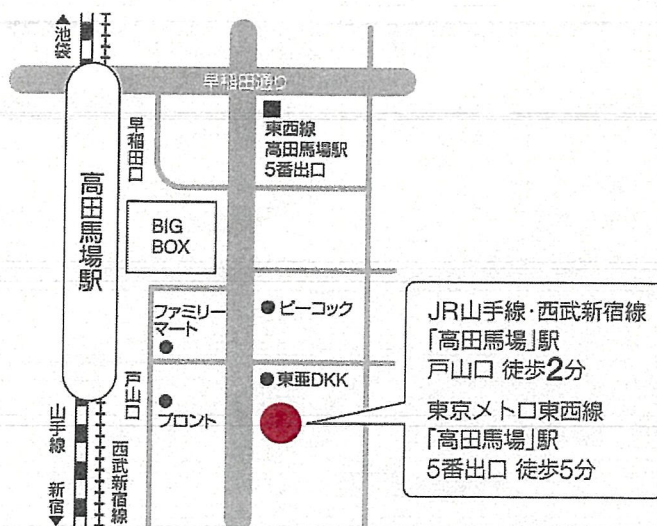 ▲池袋
早稲田通り
早稲田口
■
東西線
高田馬場駅
5番出口
高田馬場駅
BIG
BOX
ファミリー
マート
●ピーコック
戸山口
●東亜DKK
プロント
山手線
新宿▼
西武新宿線
JR山手線・西武新宿線
「高田馬場」駅
戸山口 徒歩2分
東京メトロ東西線
「高田馬場」駅
5番出口 徒歩5分